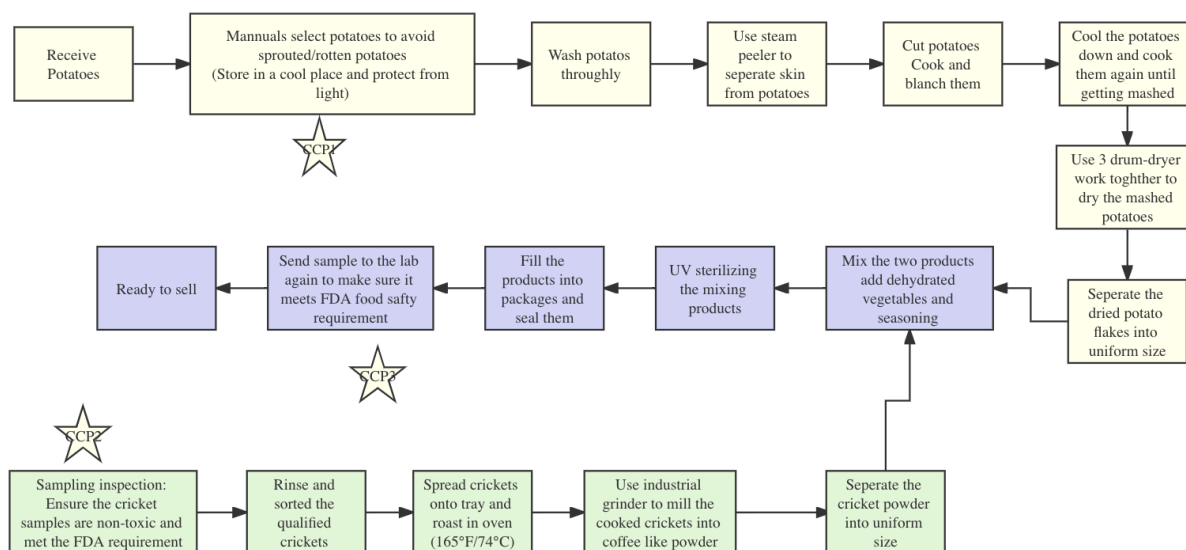 Receive
Potatoes
Mannuals select potatoes to avoid
sprouted/rotten potatoes
(Store in a cool place and protect from
light)
Wash potatos
throughly
Use steam
peeler to
seperate skin
from potatoes
Cut potatoes
Cook and
blanch them
Cool the potatoes
down and cook
them again until
getting mashed
CCP1
Use 3 drum-dryer
work toghther to
dry the mashed
potatoes
Ready to sell
Send sample to the lab
again to make sure it
meets FDA food safty
requirement
Fill the
products into
packages and
seal them
UV sterilizing
the mixing
products
Mix the two products
add dehydrated
vegetables and
seasoning
Seperate the
dried potato
flakes into
uniform size
CCP3
CCP2
Sampling inspection:
Ensure the cricket
samples are non-toxic and
met the FDA requirement
Rinse and
sorted the
qualified
crickets
Spread crickets
onto tray and
roast in oven
(165°F/74°C)
Use industrial
grinder to mill the
cooked crickets into
coffee like powder
Seperate the
cricket powder
into uniform
size